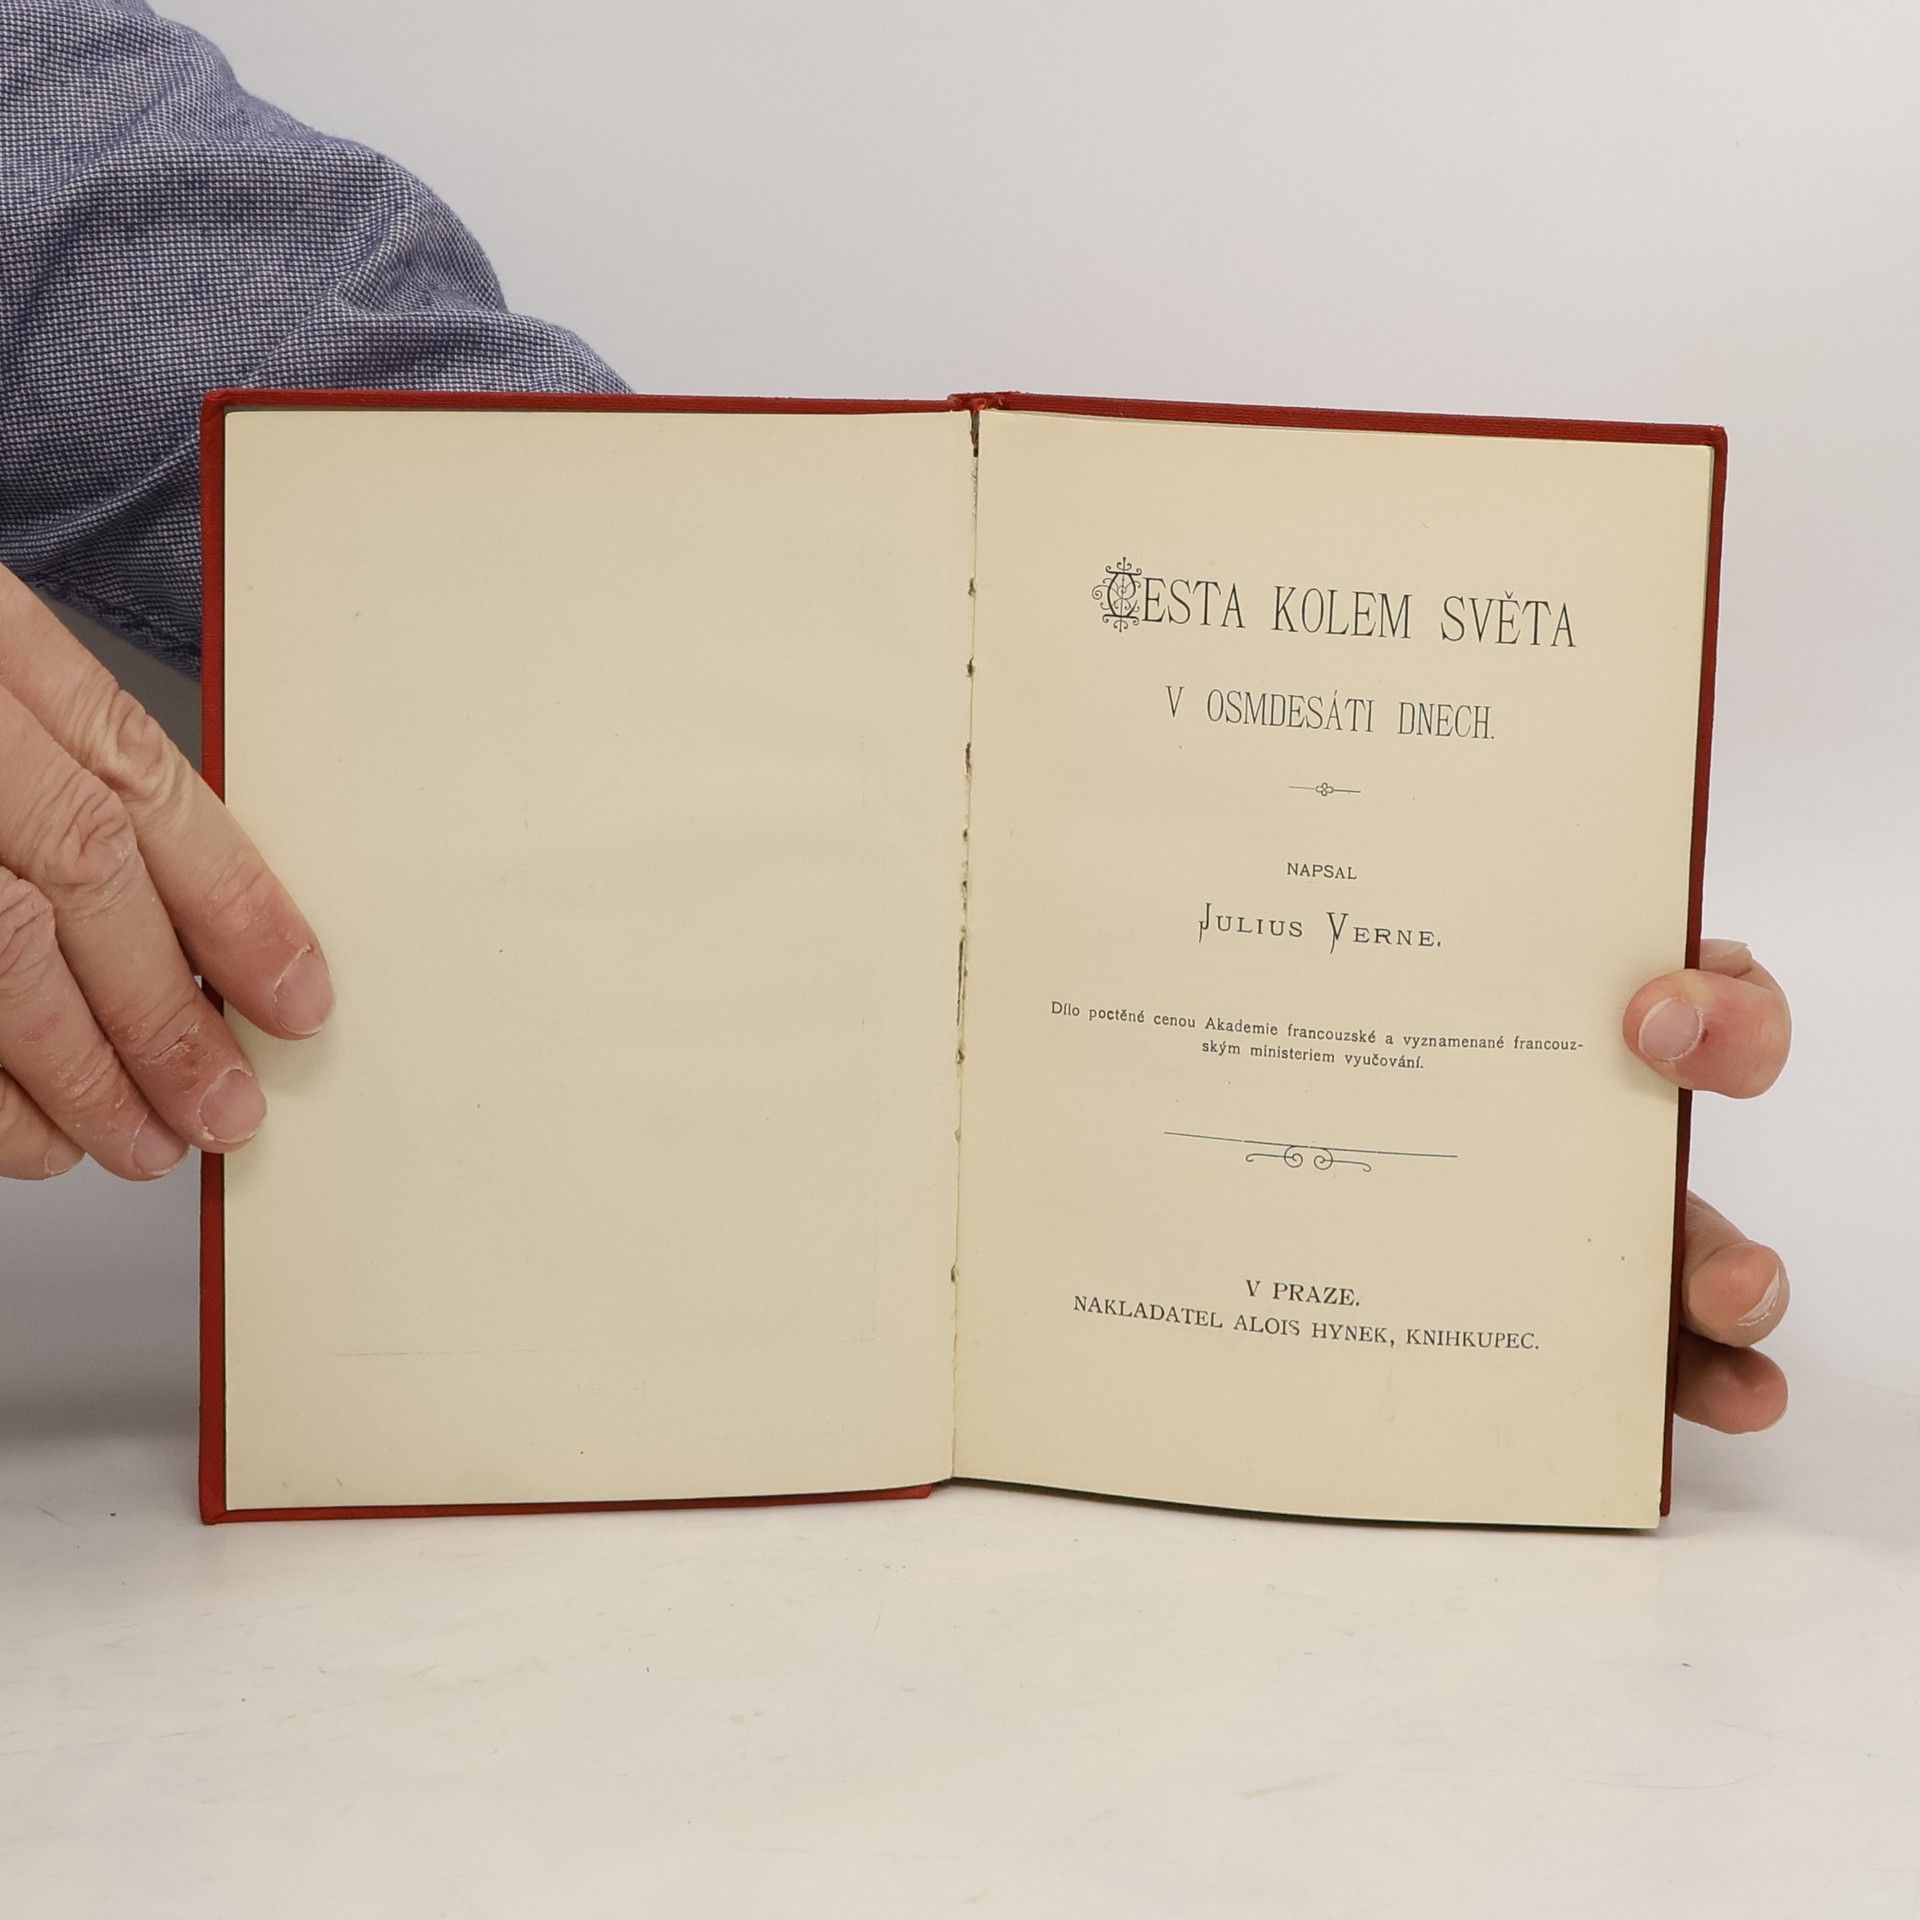 CESTA KOLEM SVĚTA
V OSMDESÁTI DNECH.
NAPSAL
JULIUS VERNE.
Dílo poctěné cenou Akademie francouzské a vyznamenané francouz-
ským ministeriem vyučování.
V PRAZE.
NAKLADATEL ALOIS HYNEK, KNIHKUPEC.